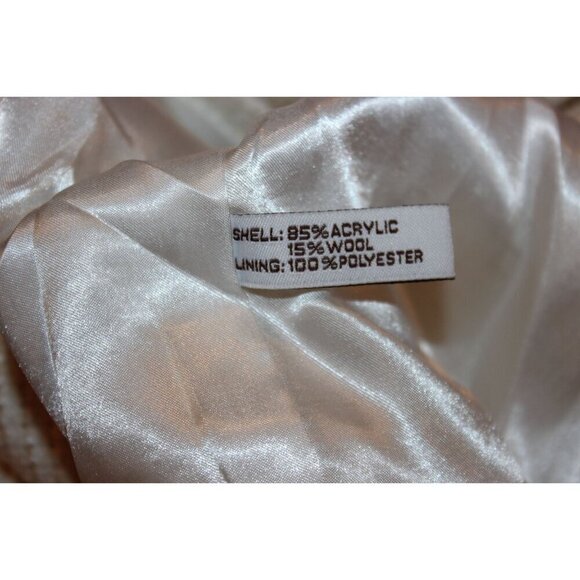 SHELL: 85% ACRYLIC
15% WOOL
LINING: 100% POLYESTER